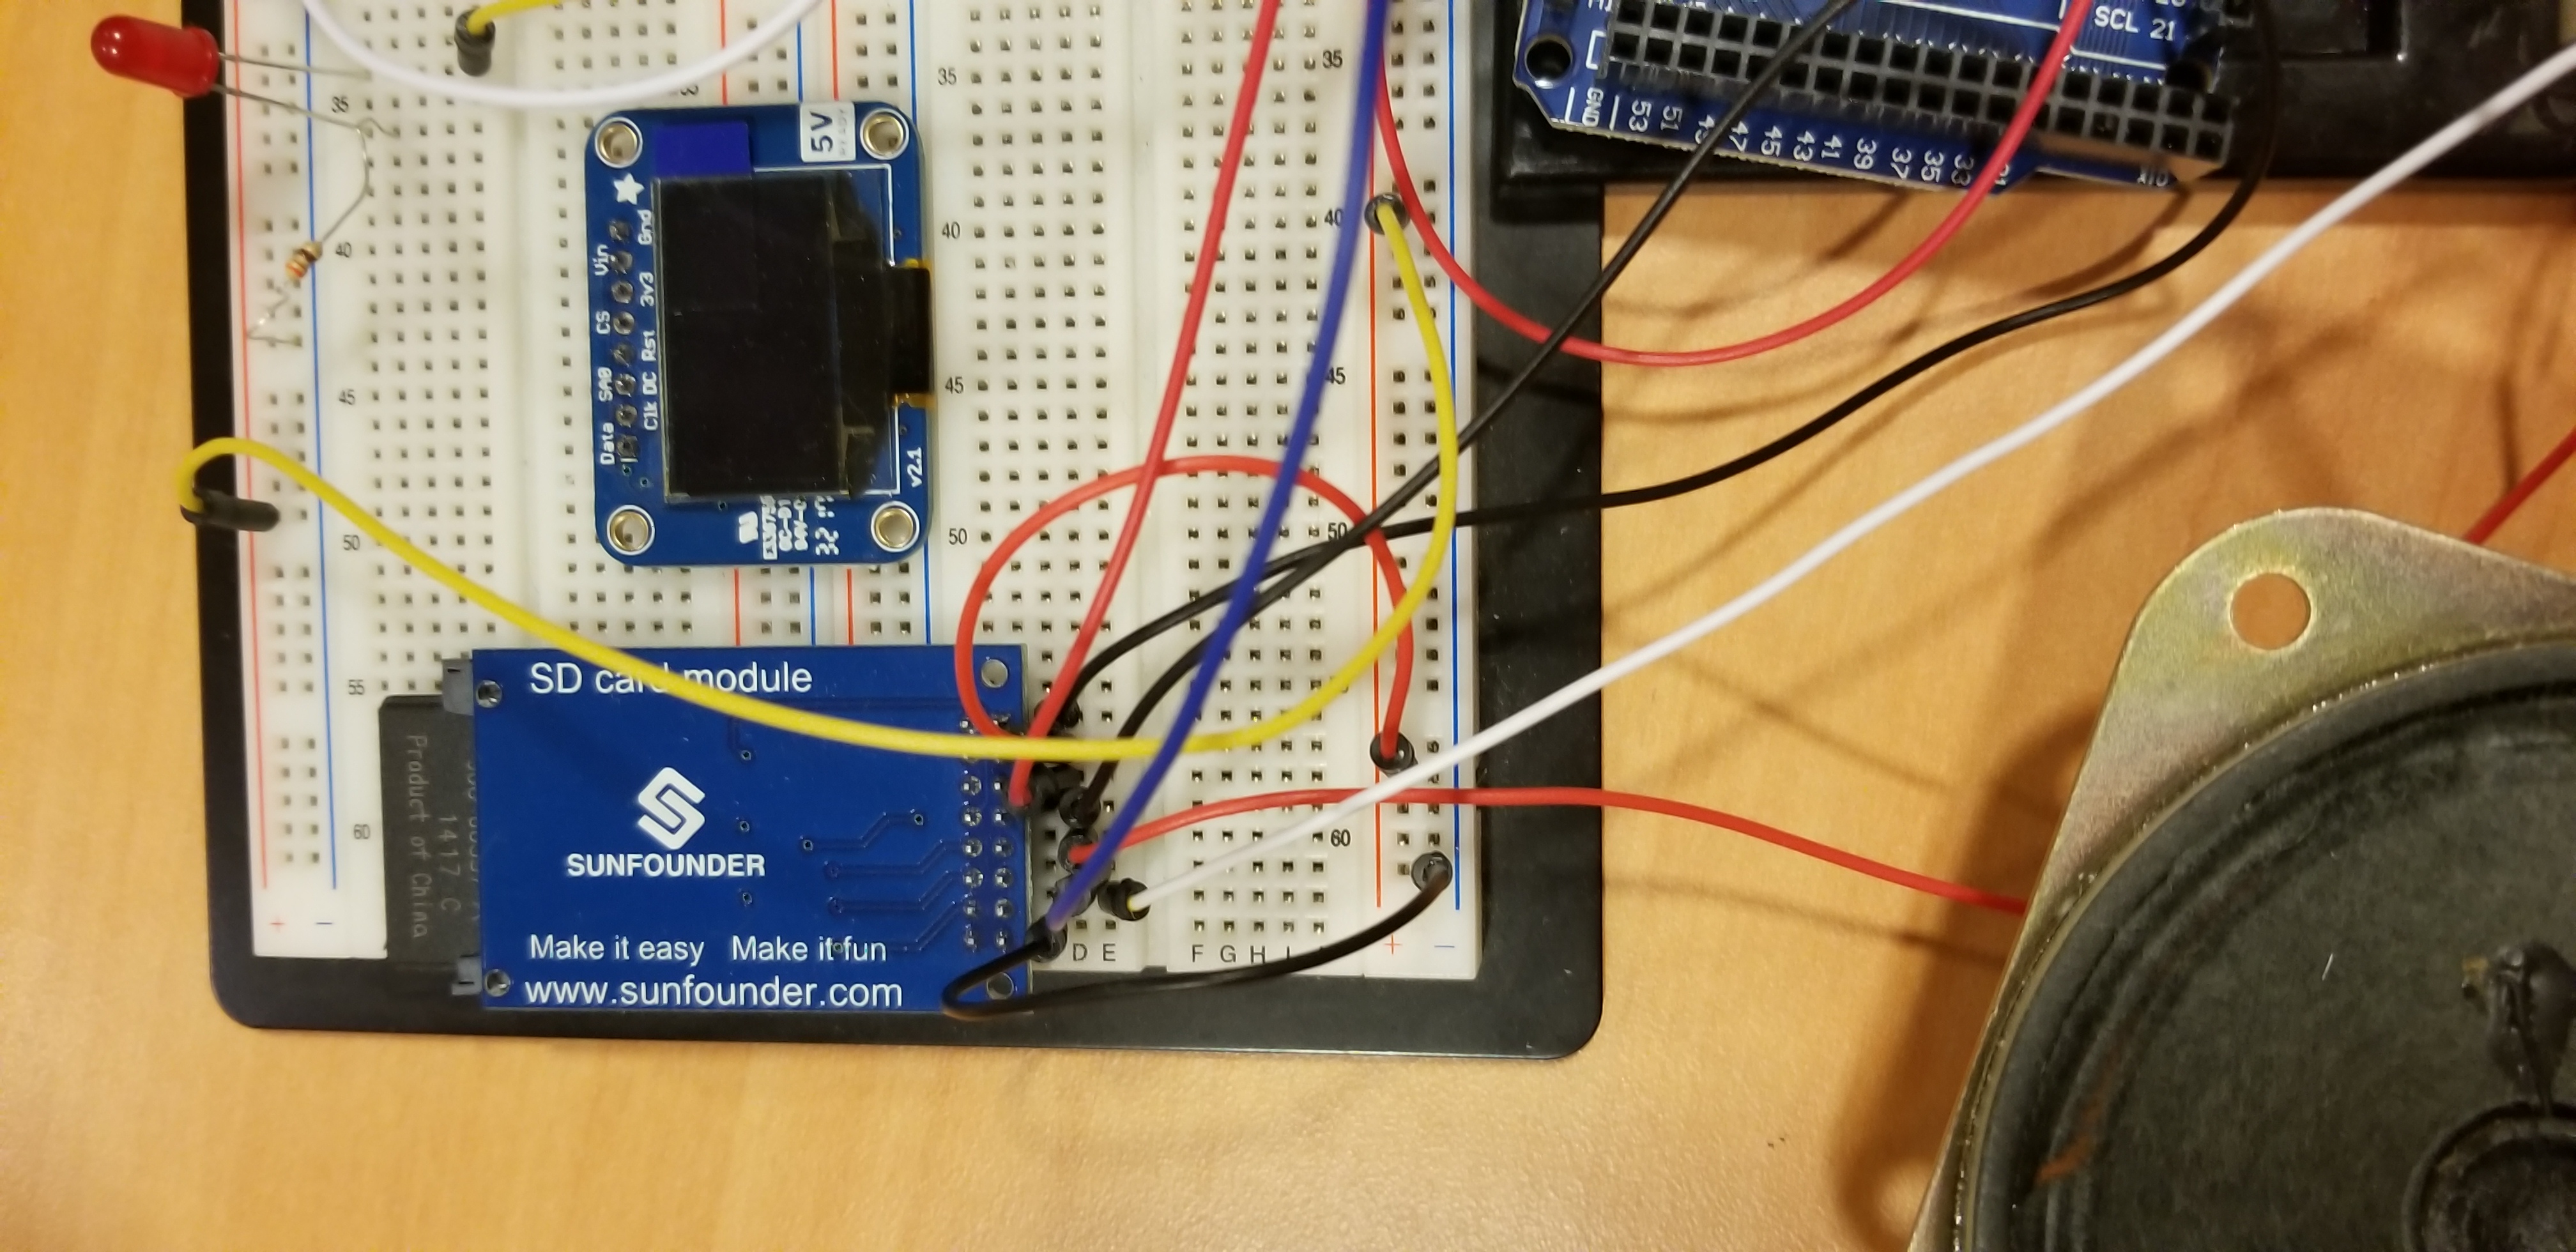 +
60
55
50
45
40
35
Product of China
1417 C
SD card module
SUNFOUNDER
Make it easy Make it fun
www.sunfounder.com
Data SA0 CS Vin
Clk DC Rst 3v3 Gnd
5V
READY
v2.1
50
45
40
35
D
E
F
G
H
I
60
50
45
40
35
+
GND
53
51
49
47
45
43
41
39
37
35
33
31
SCL 21